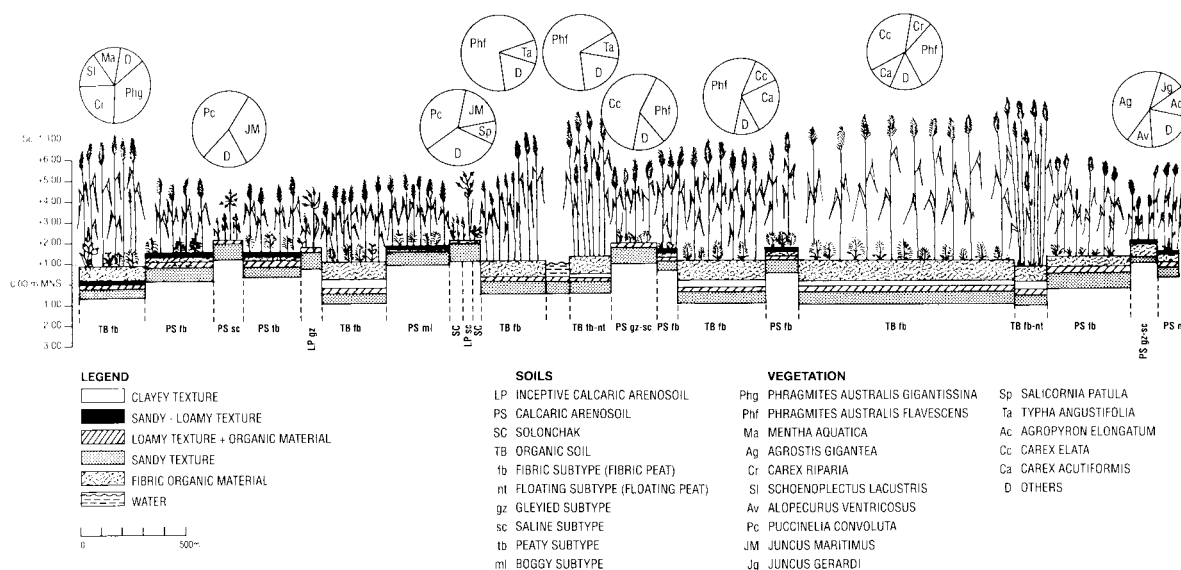 Ma D
Sl Phg
Cr
Pc JM
D
Pc JM
Sp
D
Phf Ta
D
Phf Ta
D
Cc Phf
D
Phf Cc
Ca
D
Cc Cr
Phf
Ca D
Ag Jg
Ac
Av D
+6.00
+5.00
+4.00
+3.00
+2.00
+1.00
0.00 m MNS
1.00
2.00
3.00
TB fb
PS fb
PS sc
PS tb
LP gz
TB fb
PS ml
SC
LP sc
SC
TB fb
TB fb-nt
PS gz-sc
PS fb
TB fb
PS fb
TB fb
TB fb-nt
PS fb
PS gz-sc
LEGEND
CLAYEY TEXTURE
SANDY - LOAMY TEXTURE
LOAMY TEXTURE + ORGANIC MATERIAL
SANDY TEXTURE
FIBRIC ORGANIC MATERIAL
WATER
0 500m
SOILS
LP INCEPTIVE CALCARIC ARENOSOIL
PS CALCARIC ARENOSOIL
SC SOLONCHAK
TB ORGANIC SOIL
fb FIBRIC SUBTYPE (FIBRIC PEAT)
nt FLOATING SUBTYPE (FLOATING PEAT)
gz GLEYIED SUBTYPE
sc SALINE SUBTYPE
tb PEATY SUBTYPE
ml BOGGY SUBTYPE
VEGETATION
Phg PHRAGMITES AUSTRALIS GIGANTISSINA
Phf PHRAGMITES AUSTRALIS FLAVESCENS
Ma MENTHA AQUATICA
Ag AGROSTIS GIGANTEA
Cr CAREX RIPARIA
Sl SCHOENOPLECTUS LACUSTRIS
Av ALOPECURUS VENTRICOSUS
Pc PUCCINELIA CONVOLUTA
JM JUNCUS MARITIMUS
Jg JUNCUS GERARDI
Sp SALICORNIA PATULA
Ta TYPHA ANGUSTIFOLIA
Ac AGROPYRON ELONGATUM
Cc CAREX ELATA
Ca CAREX ACUTIFORMIS
D OTHERS